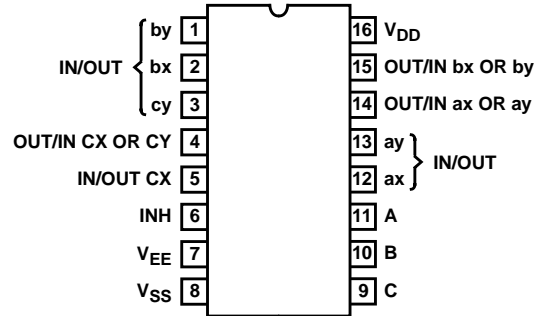 by 1 16 VDD
IN/OUT bx 2 15 OUT/IN bx OR by
cy 3 14 OUT/IN ax OR ay
OUT/IN CX OR CY 4 13 ay
IN/OUT
IN/OUT CX 5 12 ax
INH 6 11 A
VEE 7 10 B
VSS 8 9 C